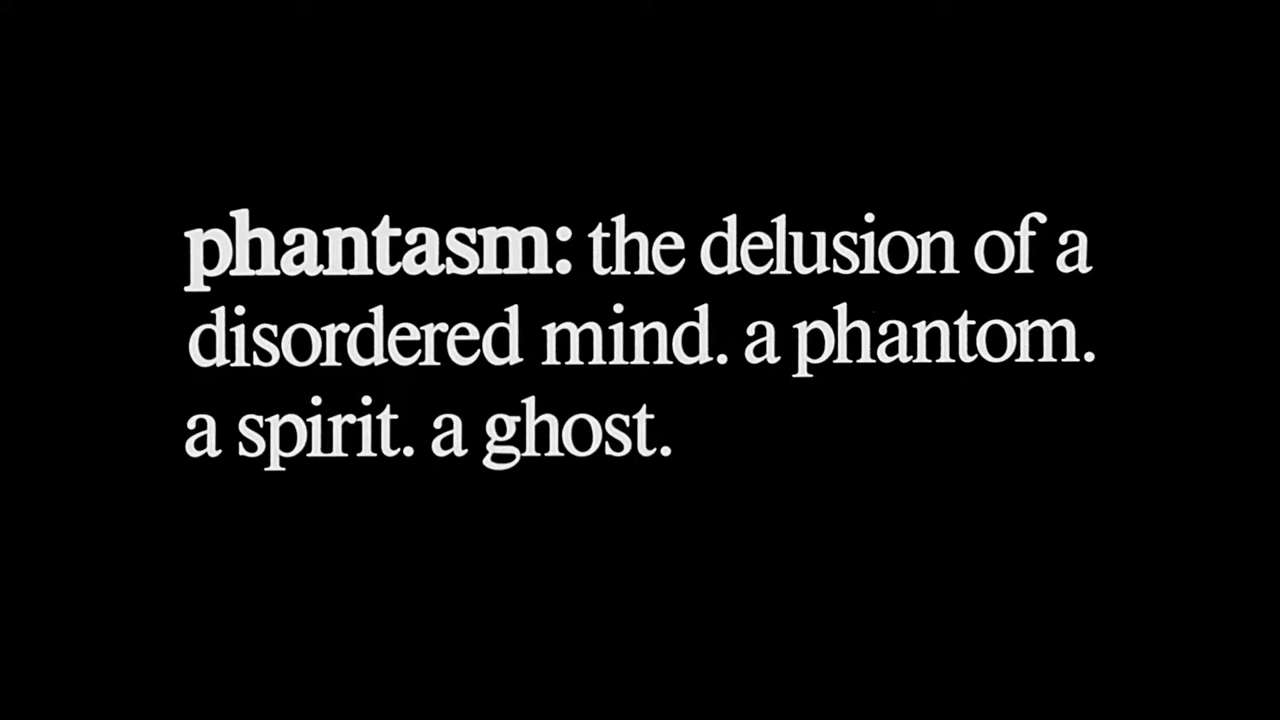 phantasm: the delusion of a
disordered mind. a phantom.
a spirit. a ghost.